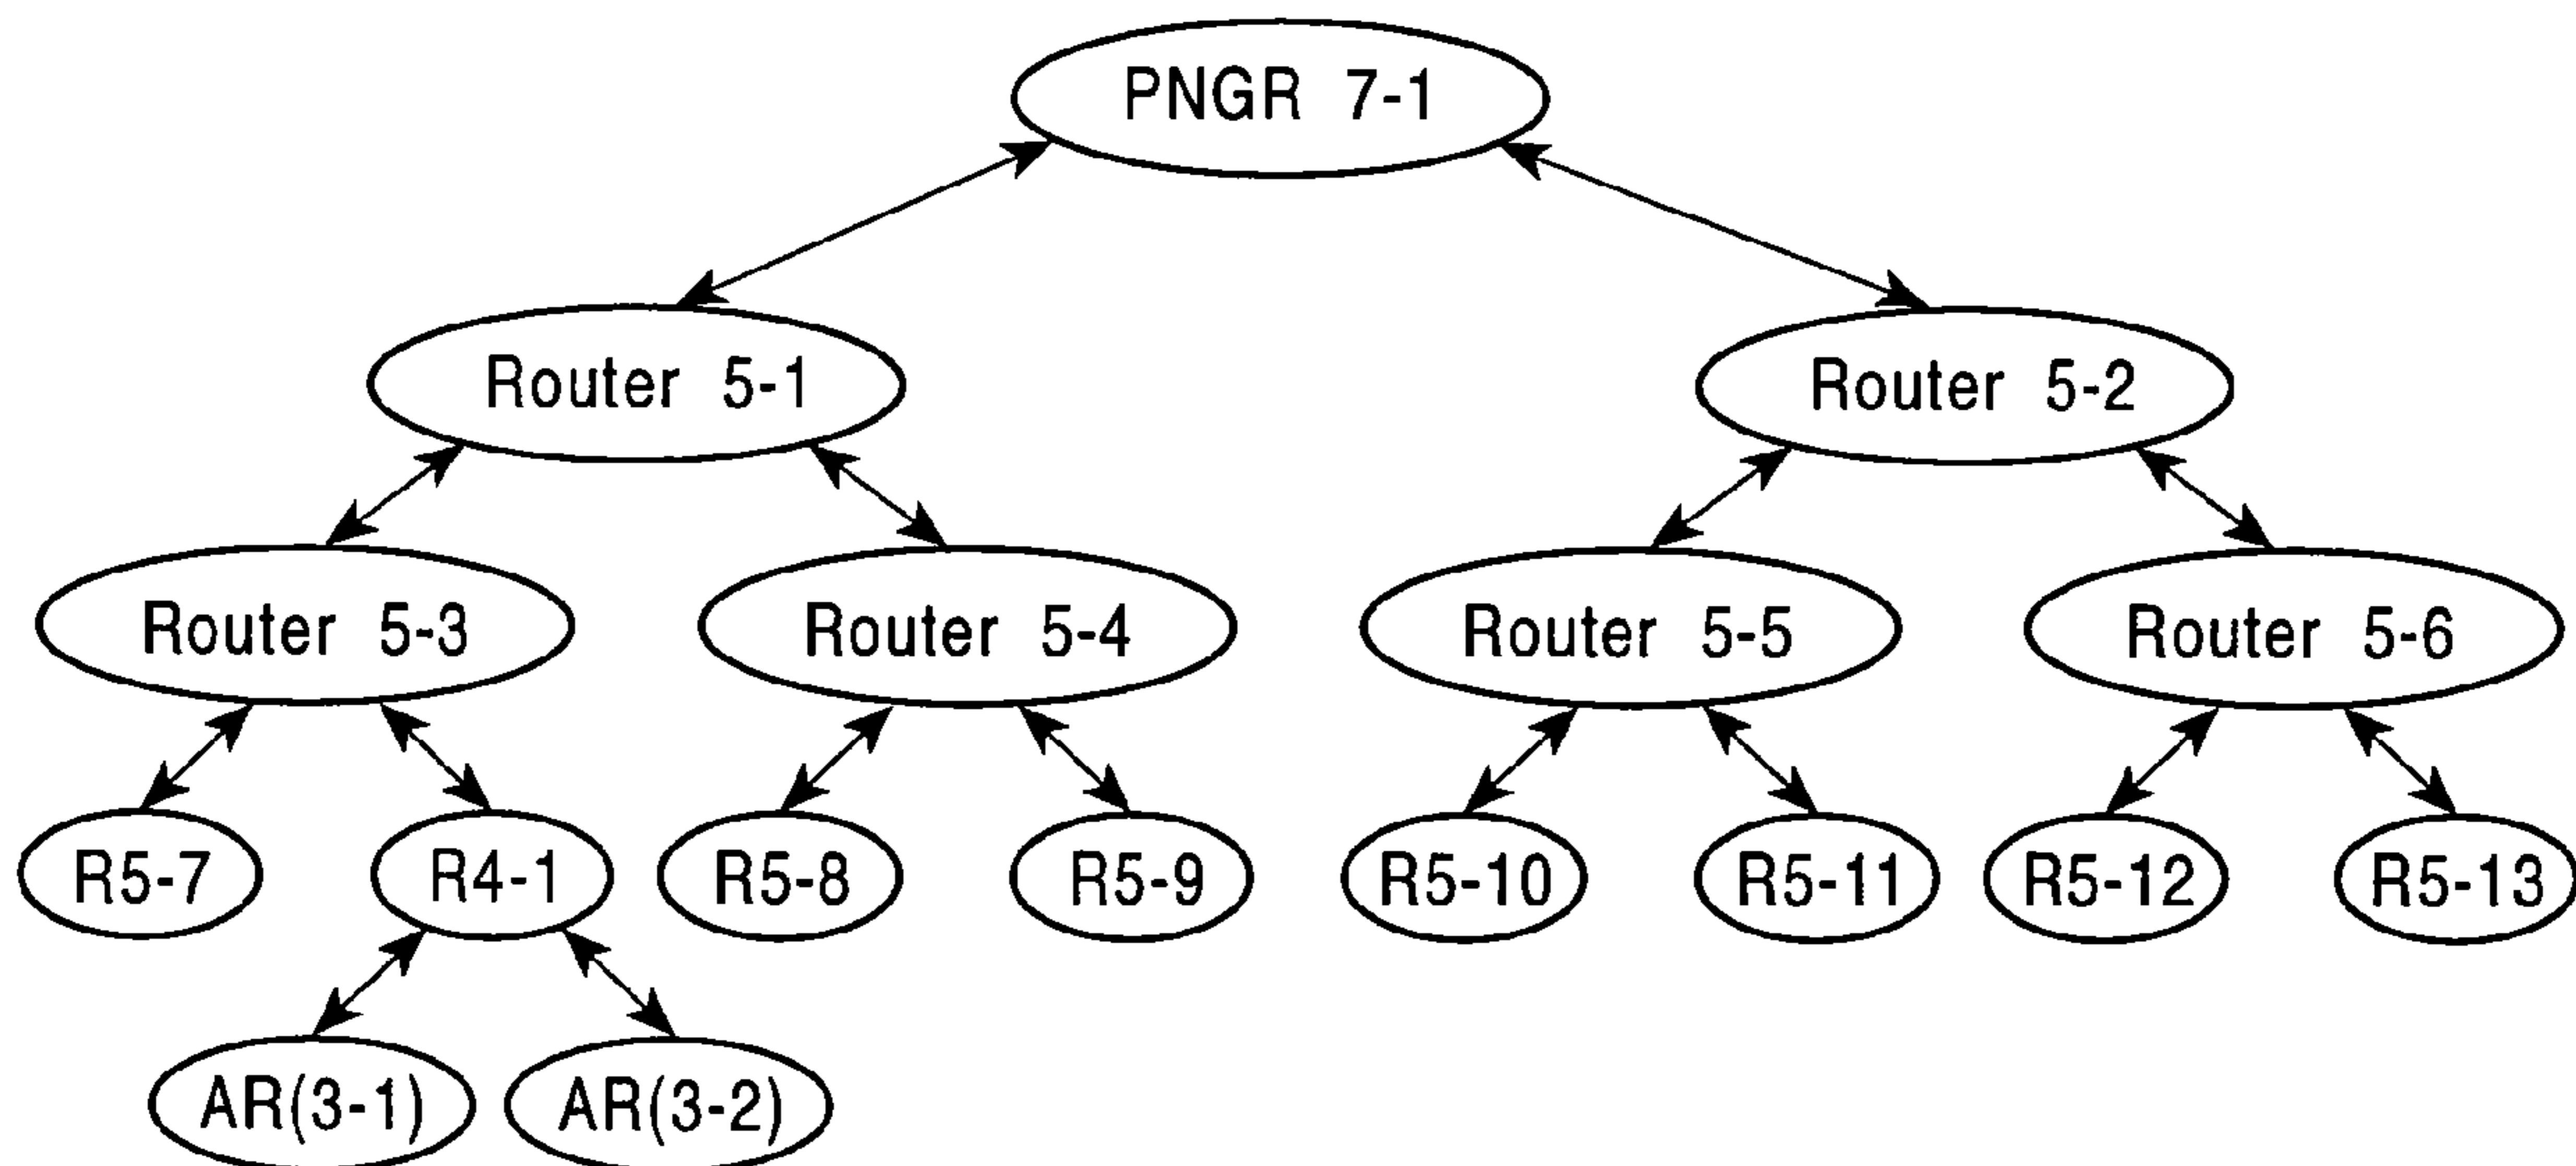 PNGR 7-1
Router 5-1
Router 5-2
Router 5-3
Router 5-4
Router 5-5
Router 5-6
R5-7
R4-1
R5-8
R5-9
R5-10
R5-11
R5-12
R5-13
AR(3-1)
AR(3-2)